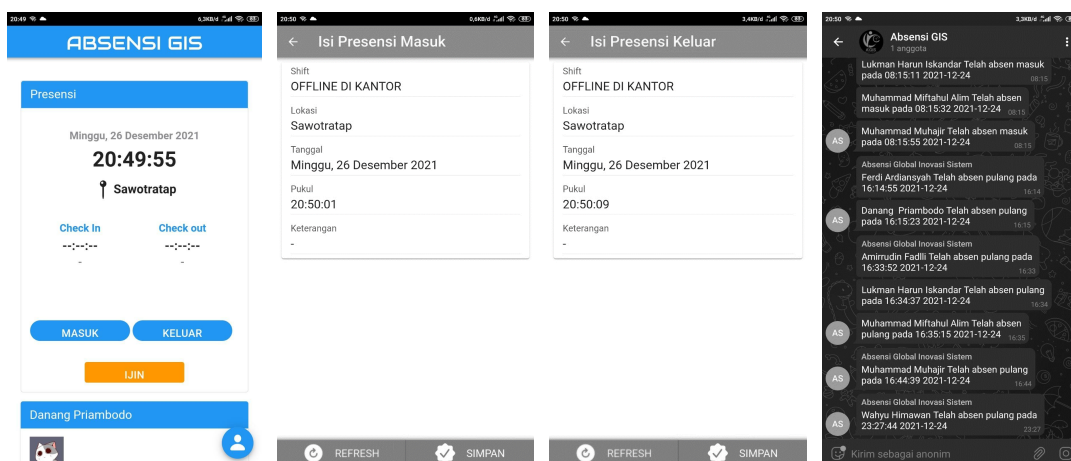 20:49
6,3KB/d
ABSENSI GIS
Presensi
Minggu, 26 Desember 2021
20:49:55
Sawotratap
Check In
Check out
--:--:--
--:--:--
-
-
MASUK
KELUAR
IJIN
Danang Priambodo
20:50
0,6KB/d
Isi Presensi Masuk
Shift
OFFLINE DI KANTOR
Lokasi
Sawotratap
Tanggal
Minggu, 26 Desember 2021
Pukul
20:50:01
Keterangan
-
REFRESH
SIMPAN
20:50
3,4KB/d
Isi Presensi Keluar
Shift
OFFLINE DI KANTOR
Lokasi
Sawotratap
Tanggal
Minggu, 26 Desember 2021
Pukul
20:50:09
Keterangan
-
REFRESH
SIMPAN
20:50
3,3KB/d
Absensi GIS
1 anggota
Lukman Harun Iskandar Telah absen masuk
pada 08:15:11 2021-12-24
08:15
Muhammad Miftahul Alim Telah absen
masuk pada 08:15:32 2021-12-24
08:15
Muhammad Muhajir Telah absen masuk
AS
pada 08:15:55 2021-12-24
08:15
Absensi Global Inovasi Sistem
Ferdi Ardiansyah Telah absen pulang pada
16:14:55 2021-12-24
16:14
Danang Priambodo Telah absen pulang
AS
pada 16:15:23 2021-12-24
16:15
Absensi Global Inovasi Sistem
Amirrudin Fadlli Telah absen pulang pada
16:33:52 2021-12-24
16:33
Lukman Harun Iskandar Telah absen pulang
pada 16:34:37 2021-12-24
16:34
Muhammad Miftahul Alim Telah absen
AS
pulang pada 16:35:15 2021-12-24
16:35
Absensi Global Inovasi Sistem
Muhammad Muhajir Telah absen pulang
AS
pada 16:44:39 2021-12-24
16:44
Absensi Global Inovasi Sistem
Wahyu Himawan Telah absen pulang pada
AS
23:27:44 2021-12-24
23:27
Kirim sebagai anonim